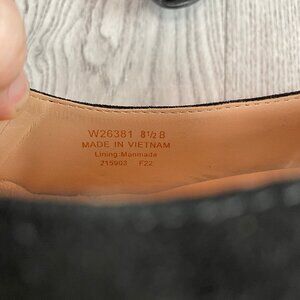 W26381 8½ B
MADE IN VIETNAM
Lining:Manmade
215903 F22